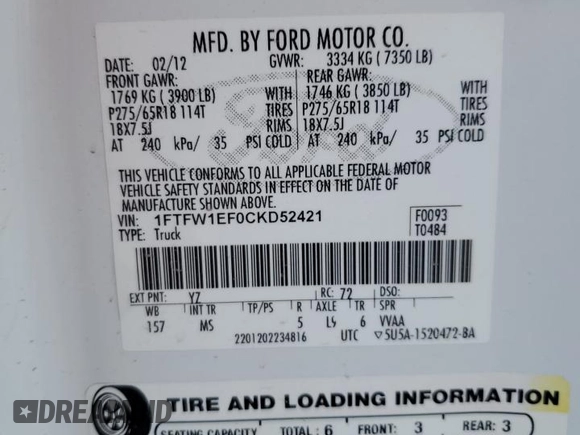 MFD. BY FORD MOTOR CO.
DATE: 02/12 GVWR: 3334 KG ( 7350 LB)
FRONT GAWR: REAR GAWR:
1769 KG ( 3900 LB) WITH 1746 KG ( 3850 LB) WITH
P275/65R18 114T TIRES P275/65R18 114T TIRES
18X7.5J RIMS 18X7.5J RIMS
AT 240 kPa/ 35 PSI COLD AT 240 kPa/ 35 PSI COLD
THIS VEHICLE CONFORMS TO ALL APPLICABLE FEDERAL MOTOR
VEHICLE SAFETY STANDARDS IN EFFECT ON THE DATE OF
MANUFACTURE SHOWN ABOVE.
VIN: 1FTFW1EF0CKD52421 F0093
TYPE: Truck T0484
EXT PNT: YZ RC: 72 DSO:
WB INT TR TP/PS R AXLE TR SPR
157 MS 5 L9 6 VVAA
2201202234816 UTC ▽5U5A-1520472-BA
TIRE AND LOADING INFORMATION
SEATING CAPACITY TOTAL: 6 FRONT: 3 REAR: 3